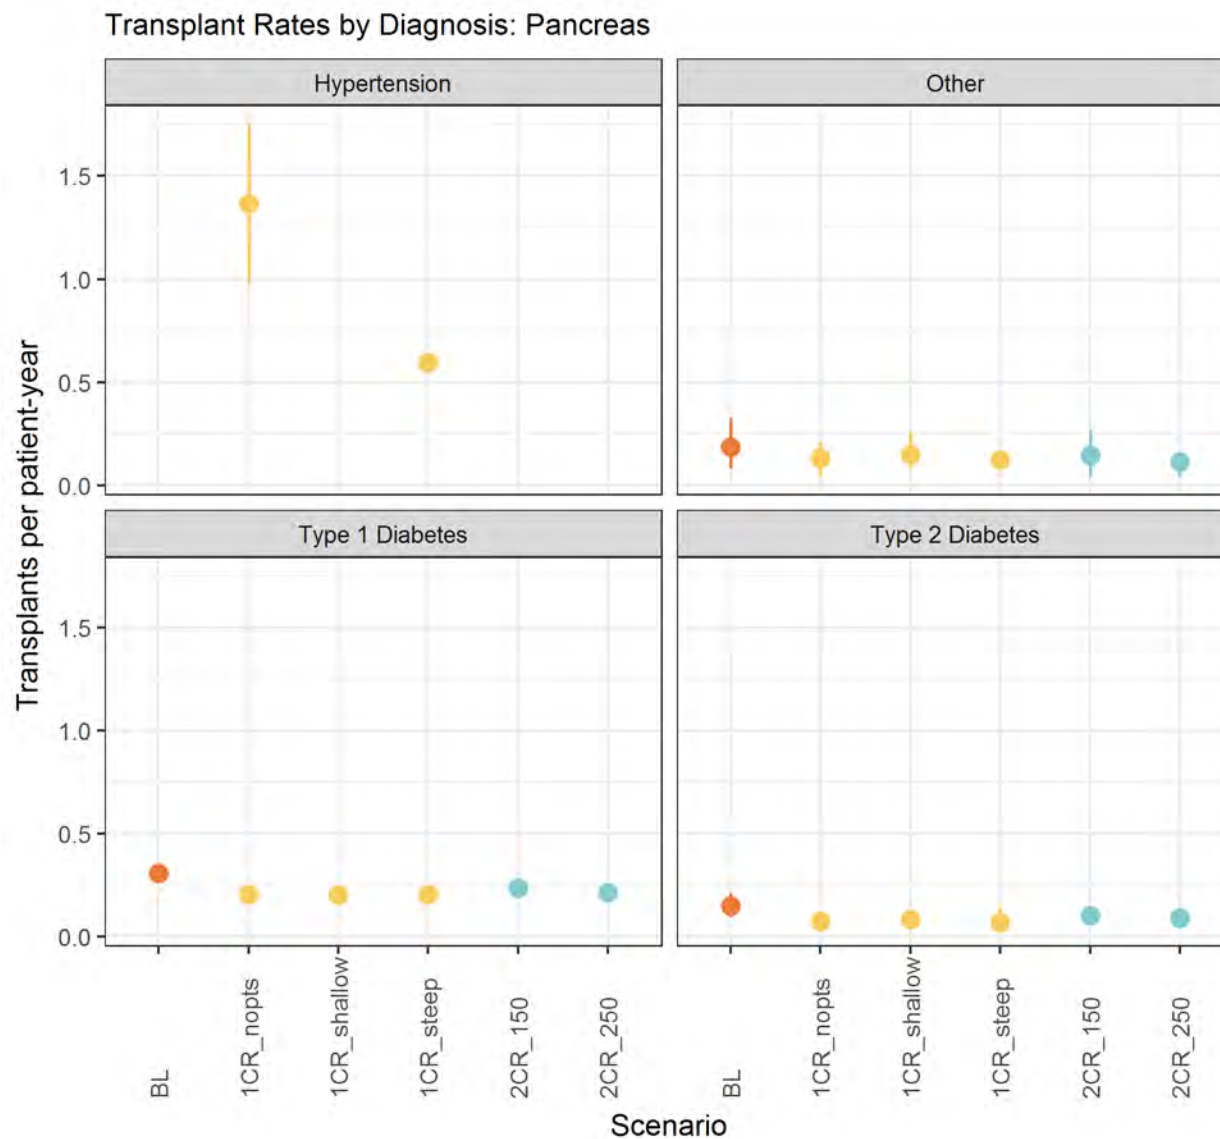 Transplant Rates by Diagnosis: Pancreas
Hypertension
Other
1.5
1.0
0.5
0.0
Type 1 Diabetes
Type 2 Diabetes
1.5
1.0
0.5
0.0
Transplants per patient-year
BL
1CR_nopts
1CR_shallow
1CR_steep
2CR_150
2CR_250
BL
1CR_nopts
1CR_shallow
1CR_steep
2CR_150
2CR_250
Scenario